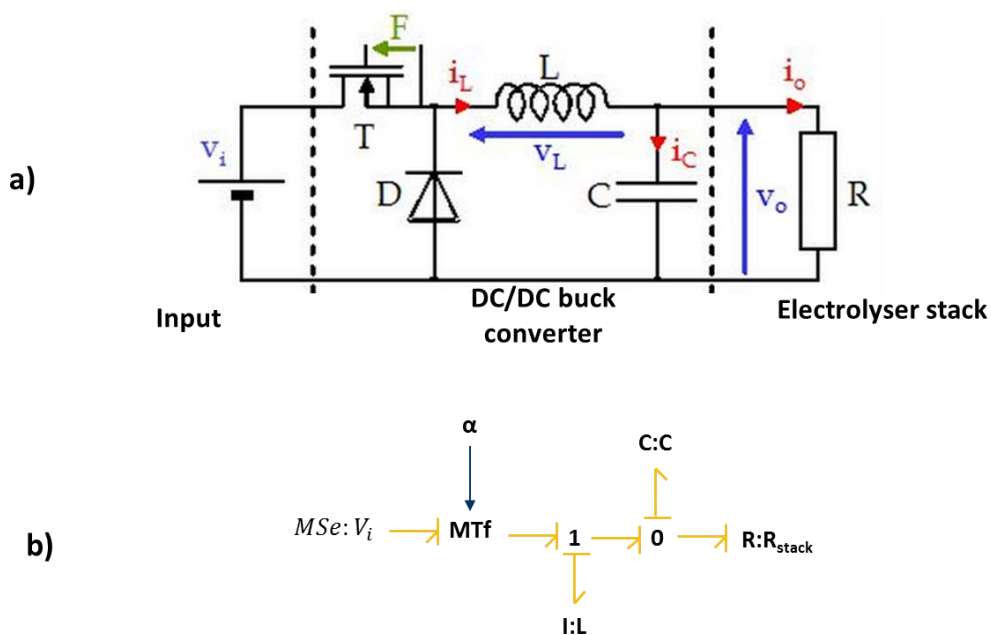 a)
F
i_L
L
i_o
T
v_i
v_L
i_C
D
C
v_o
R
Input
DC/DC buck
converter
Electrolyser stack
b)
α
C:C
MSe: V_i
MTf
1
0
R:R_stack
I:L